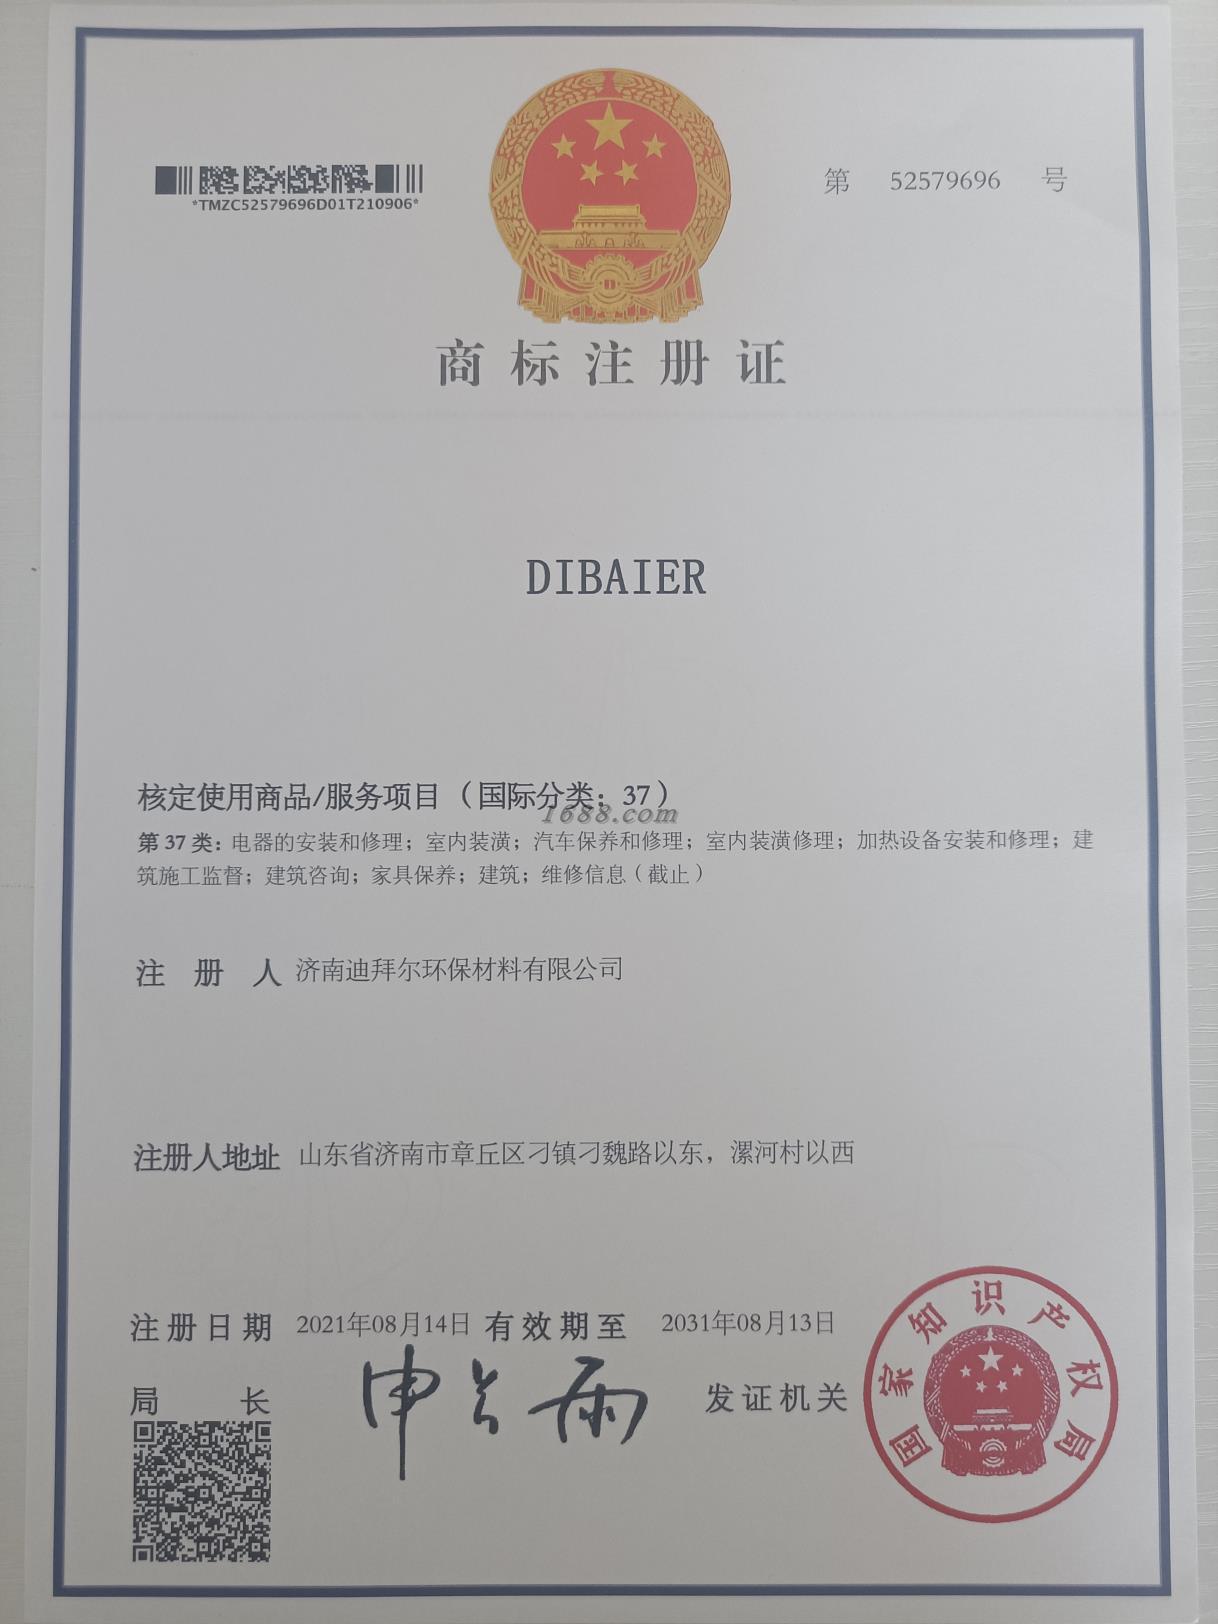 *TMZC52579696D01T210906*
第 52579696 号
商标注册证
DIBAIER
核定使用商品/服务项目（国际分类：37）
1688.com
第 37 类：电器的安装和修理；室内装潢；汽车保养和修理；室内装潢修理；加热设备安装和修理；建
筑施工监督；建筑咨询；家具保养；建筑；维修信息（截止）
注册人 济南迪拜尔环保材料有限公司
注册人地址 山东省济南市章丘区刁镇刁魏路以东，漯河村以西
注册日期 2021年08月14日 有效期至 2031年08月13日
局长 申长雨 发证机关
国家知识产权局